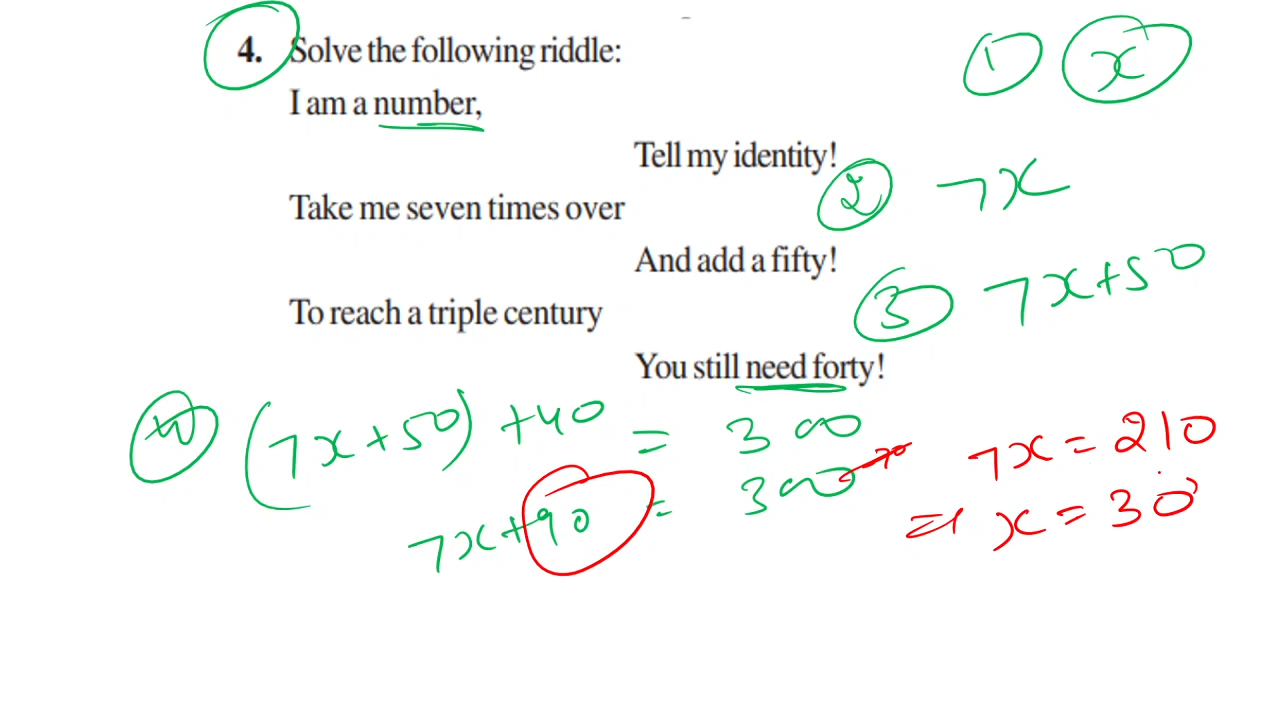 4. Solve the following riddle:
I am a number,
Tell my identity!
Take me seven times over
And add a fifty!
To reach a triple century
You still need forty!
① x
② 7x
③ 7x+50
(7x+50) +40 = 300
7x+90 = 300
7x = 210
⇒ x = 30